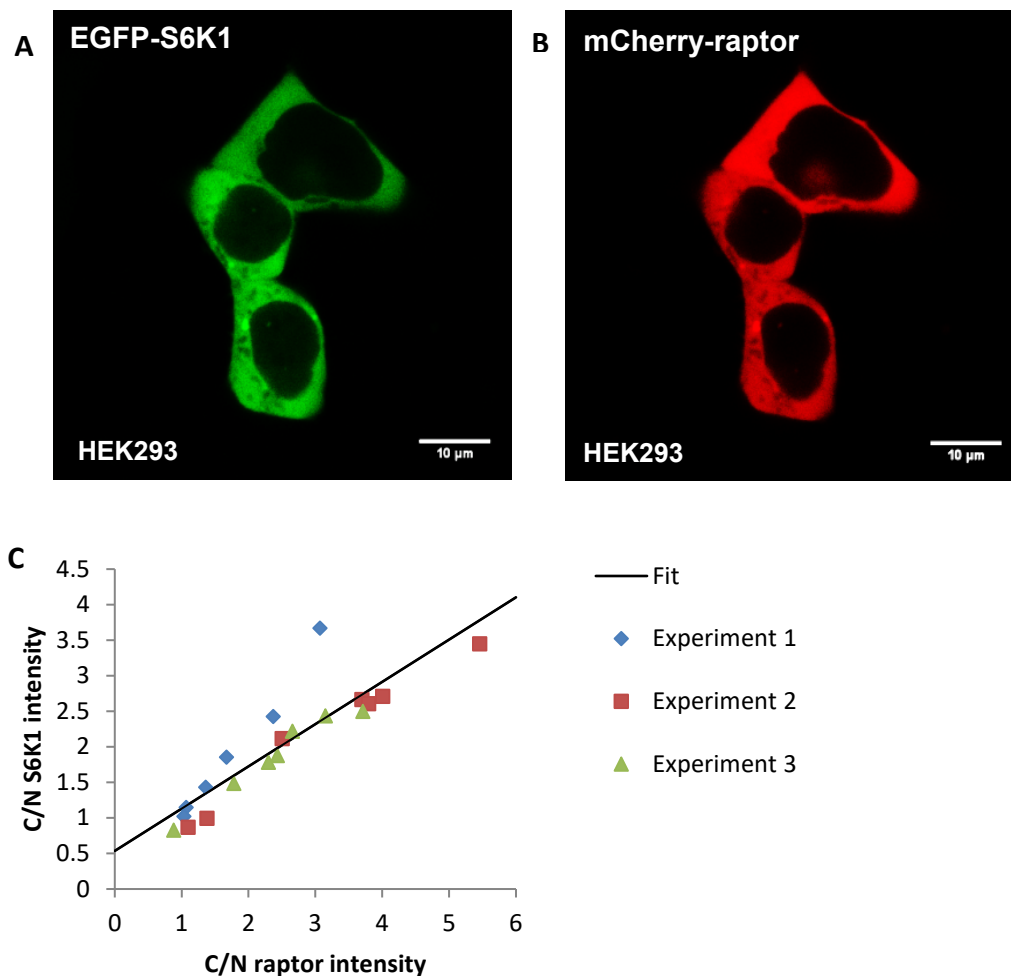 A
EGFP-S6K1
HEK293
10 µm
B
mCherry-raptor
HEK293
10 µm
C
C/N S6K1 intensity
4.5
4
3.5
3
2.5
2
1.5
1
0.5
0
0 1 2 3 4 5 6
C/N raptor intensity
Fit
Experiment 1
Experiment 2
Experiment 3